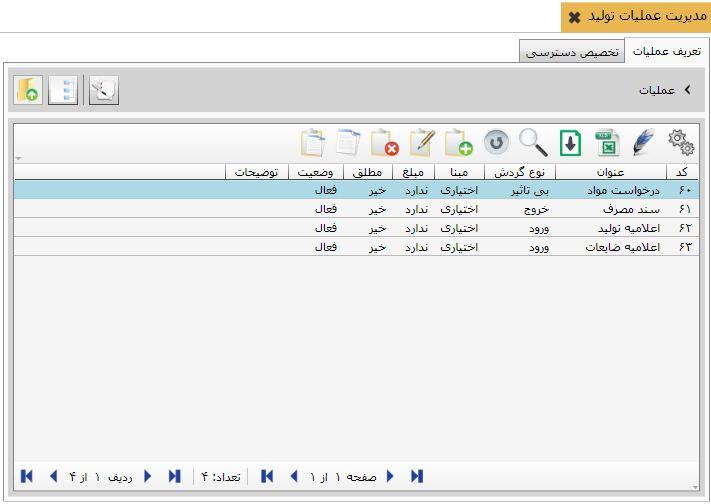 مدیریت عملیات تولید
تعریف عملیات تخصیص دسترسی
عملیات
کد عنوان نوع گردش مبنا مبلغ مطلق وضعیت توضیحات
۶۰ درخواست مواد بی تاثیر اختیاری ندارد خیر فعال
۶۱ سند مصرف خروج اختیاری ندارد خیر فعال
۶۲ اعلامیه تولید ورود اختیاری ندارد خیر فعال
۶۳ اعلامیه ضایعات ورود اختیاری ندارد خیر فعال
صفحه ۱ از ۱ تعداد: ۴ ردیف ۱ از ۴